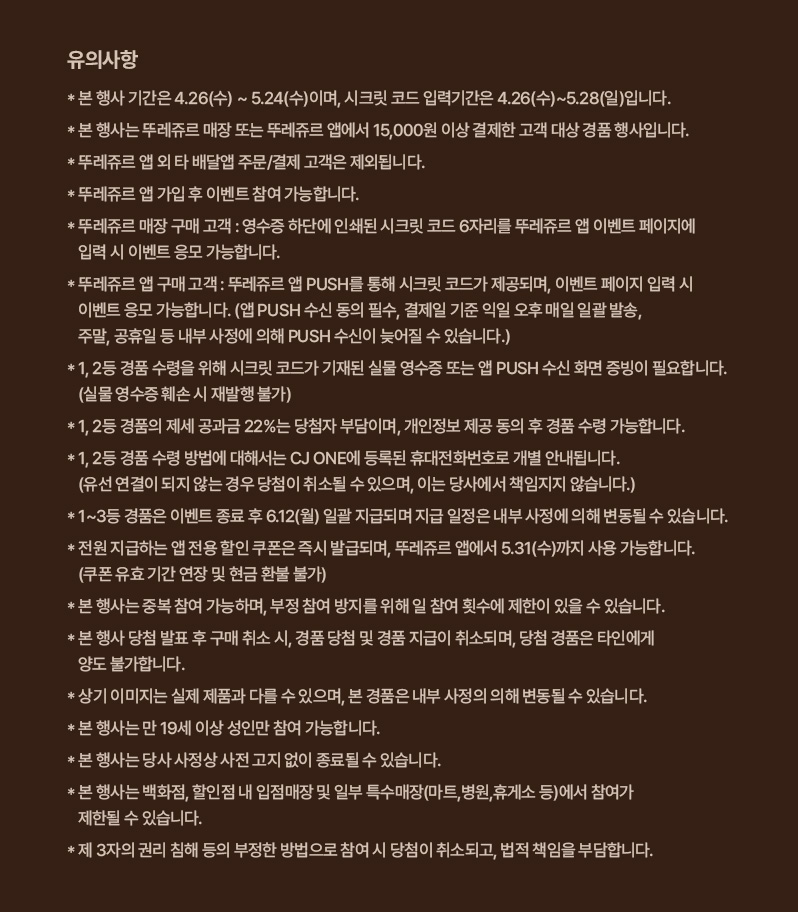 유의사항
* 본 행사 기간은 4.26(수) ~ 5.24(수)이며, 시크릿 코드 입력기간은 4.26(수)~5.28(일)입니다.
* 본 행사는 뚜레쥬르 매장 또는 뚜레쥬르 앱에서 15,000원 이상 결제한 고객 대상 경품 행사입니다.
* 뚜레쥬르 앱 외 타 배달앱 주문/결제 고객은 제외됩니다.
* 뚜레쥬르 앱 가입 후 이벤트 참여 가능합니다.
* 뚜레쥬르 매장 구매 고객 : 영수증 하단에 인쇄된 시크릿 코드 6자리를 뚜레쥬르 앱 이벤트 페이지에
입력 시 이벤트 응모 가능합니다.
* 뚜레쥬르 앱 구매 고객 : 뚜레쥬르 앱 PUSH를 통해 시크릿 코드가 제공되며, 이벤트 페이지 입력 시
이벤트 응모 가능합니다. (앱 PUSH 수신 동의 필수, 결제일 기준 익일 오후 매일 일괄 발송,
주말, 공휴일 등 내부 사정에 의해 PUSH 수신이 늦어질 수 있습니다.)
* 1, 2등 경품 수령을 위해 시크릿 코드가 기재된 실물 영수증 또는 앱 PUSH 수신 화면 증빙이 필요합니다.
(실물 영수증 훼손 시 재발행 불가)
* 1, 2등 경품의 제세 공과금 22%는 당첨자 부담이며, 개인정보 제공 동의 후 경품 수령 가능합니다.
* 1, 2등 경품 수령 방법에 대해서는 CJ ONE에 등록된 휴대전화번호로 개별 안내됩니다.
(유선 연결이 되지 않는 경우 당첨이 취소될 수 있으며, 이는 당사에서 책임지지 않습니다.)
* 1~3등 경품은 이벤트 종료 후 6.12(월) 일괄 지급되며 지급 일정은 내부 사정에 의해 변동될 수 있습니다.
* 전원 지급하는 앱 전용 할인 쿠폰은 즉시 발급되며, 뚜레쥬르 앱에서 5.31(수)까지 사용 가능합니다.
(쿠폰 유효 기간 연장 및 현금 환불 불가)
* 본 행사는 중복 참여 가능하며, 부정 참여 방지를 위해 일 참여 횟수에 제한이 있을 수 있습니다.
* 본 행사 당첨 발표 후 구매 취소 시, 경품 당첨 및 경품 지급이 취소되며, 당첨 경품은 타인에게
양도 불가합니다.
* 상기 이미지는 실제 제품과 다를 수 있으며, 본 경품은 내부 사정의 의해 변동될 수 있습니다.
* 본 행사는 만 19세 이상 성인만 참여 가능합니다.
* 본 행사는 당사 사정상 사전 고지 없이 종료될 수 있습니다.
* 본 행사는 백화점, 할인점 내 입점매장 및 일부 특수매장(마트,병원,휴게소 등)에서 참여가
제한될 수 있습니다.
* 제 3자의 권리 침해 등의 부정한 방법으로 참여 시 당첨이 취소되고, 법적 책임을 부담합니다.